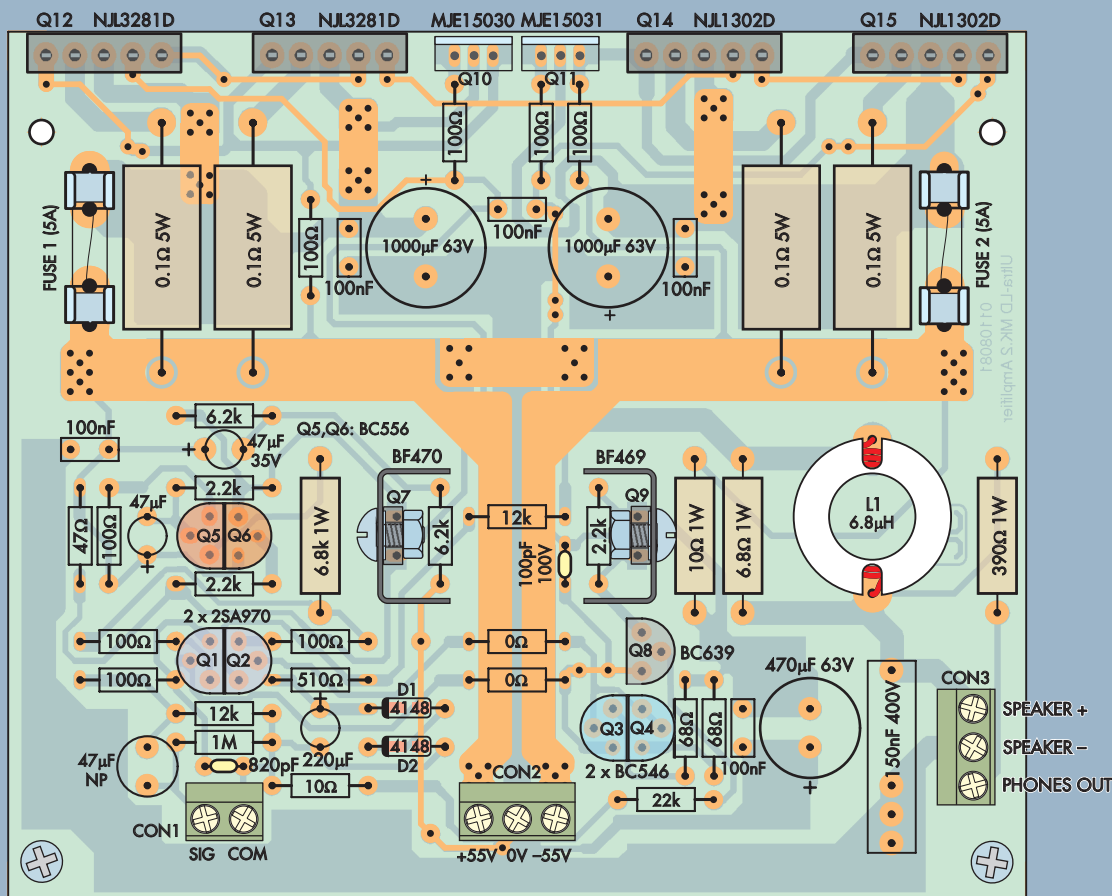 Q12 NJL3281D Q13 NJL3281D MJE15030 MJE15031 Q14 NJL1302D Q15 NJL1302D
Q10 Q11
100Ω 100Ω 100Ω
FUSE 1 (5A)
0.1Ω 5W
0.1Ω 5W
100Ω
100nF
1000µF 63V
+
100nF
1000µF 63V
+
100nF
0.1Ω 5W
0.1Ω 5W
FUSE 2 (5A)
Ultra-LD MK.2 Amplifier
01108081
6.2k
100nF
+ 47µF
35V
Q5,Q6: BC556
2.2k
47Ω
100Ω
47µF
+
Q5 Q6
2.2k
6.8k 1W
BF470
Q7
6.2k
12k
100pF
100V
BF469
2.2k
Q9
10Ω 1W
6.8Ω 1W
L1
6.8µH
390Ω 1W
2 x 2SA970
100Ω
Q1 Q2
100Ω
100Ω
510Ω
0Ω
0Ω
Q8
BC639
12k
+
220µF
D1
4148
4148
D2
Q3 Q4
2 x BC546
68Ω
68Ω
100nF
470µF 63V
+
150nF 400V
CON3
SPEAKER +
SPEAKER –
PHONES OUT
1M
47µF
NP
820pF
10Ω
CON2
22k
CON1
SIG COM
+55V 0V –55V